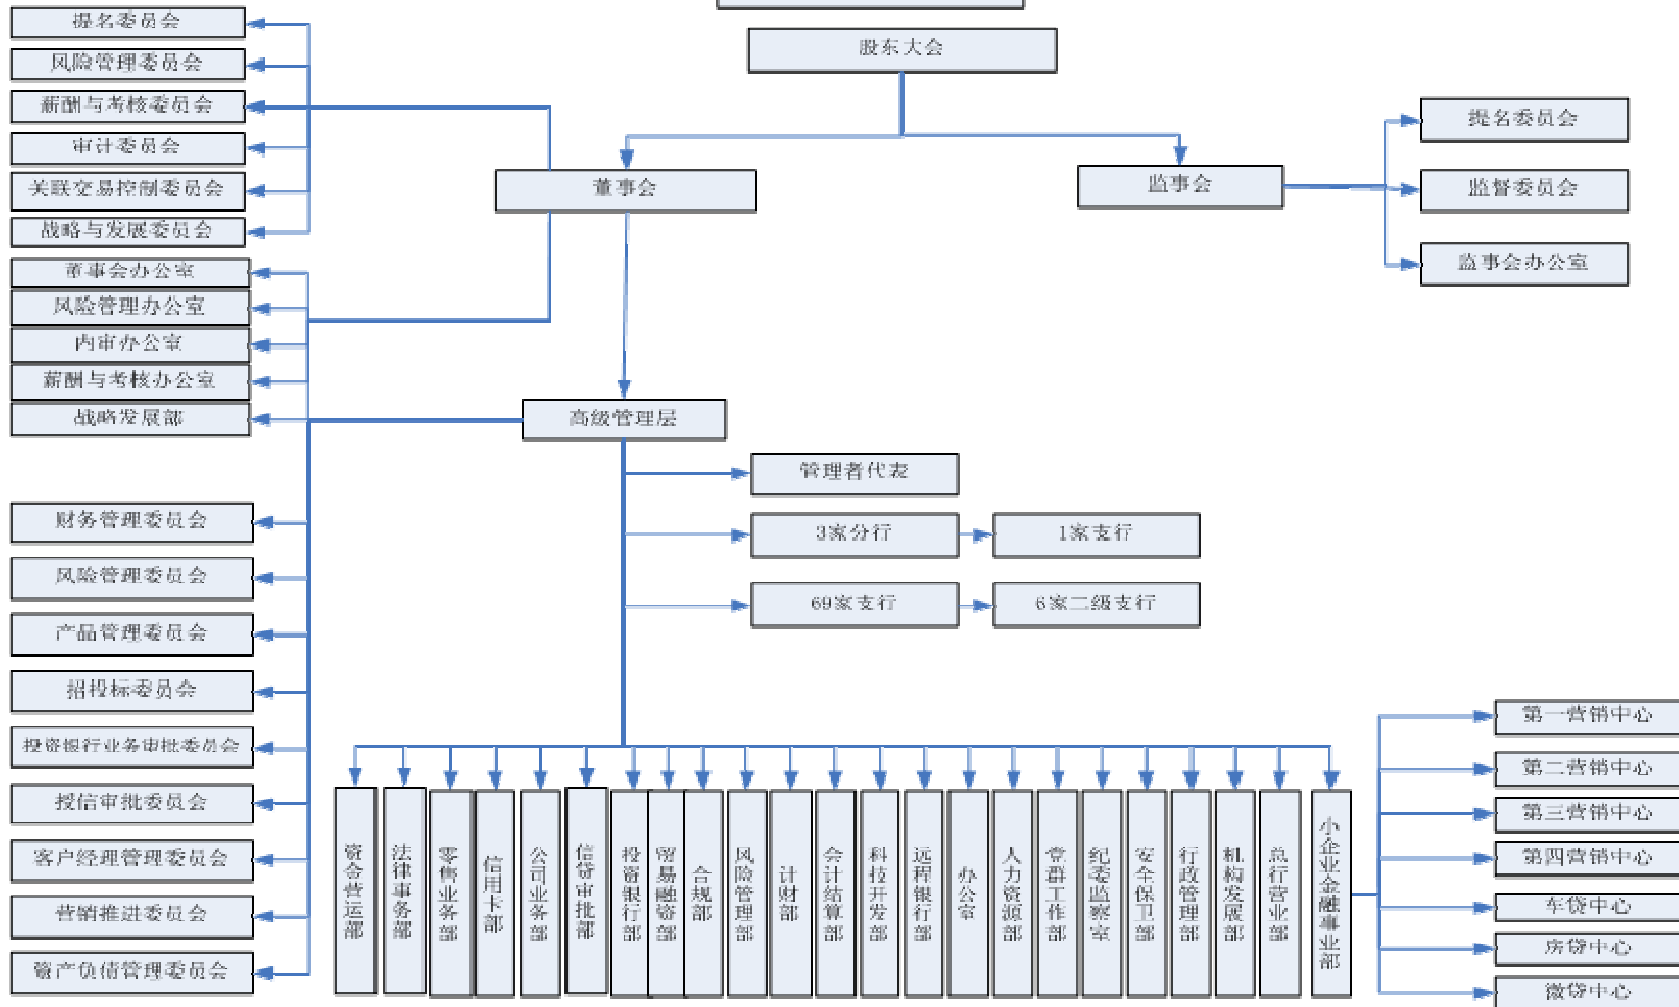 股东大会
董事会
监事会
提名委员会
风险管理委员会
薪酬与考核委员会
审计委员会
关联交易控制委员会
战略与发展委员会
董事会办公室
风险管理办公室
内审办公室
薪酬与考核办公室
战略发展部
提名委员会
监督委员会
监事会办公室
高级管理层
管理者代表
3家分行
1家支行
69家支行
6家二级支行
财务管理委员会
风险管理委员会
产品管理委员会
招投标委员会
投资银行业务审批委员会
授信审批委员会
客户经理管理委员会
营销推进委员会
资产负债管理委员会
资金营运部
法律事务部
零售业务部
信用卡部
公司业务部
信贷审批部
投资银行部
贸易融资部
合规部
风险管理部
计财部
会计结算部
科技开发部
远程银行部
办公室
人力资源部
党群工作部
纪委监察室
安全保卫部
行政管理部
机构发展部
总行营业部
小企业金融事业部
第一营销中心
第二营销中心
第三营销中心
第四营销中心
车贷中心
房贷中心
微贷中心